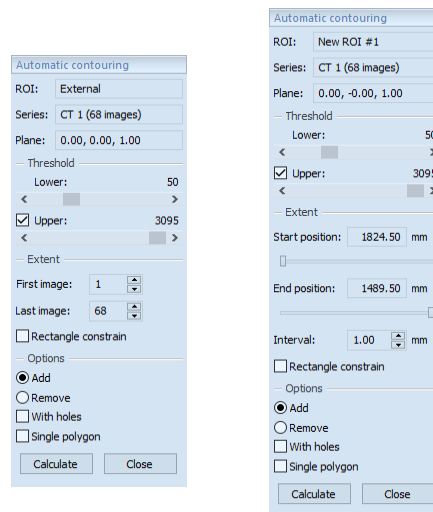 Automatic contouring
ROI: External
Series: CT 1 (68 images)
Plane: 0.00, 0.00, 1.00
Threshold
Lower: 50
Upper: 3095
Extent
First image: 1
Last image: 68
Rectangle constrain
Options
Add
Remove
With holes
Single polygon
Calculate Close
Automatic contouring
ROI: New ROI #1
Series: CT 1 (68 images)
Plane: 0.00, -0.00, 1.00
Threshold
Lower: 50
Upper: 3095
Extent
Start position: 1824.50 mm
End position: 1489.50 mm
Interval: 1.00 mm
Rectangle constrain
Options
Add
Remove
With holes
Single polygon
Calculate Close